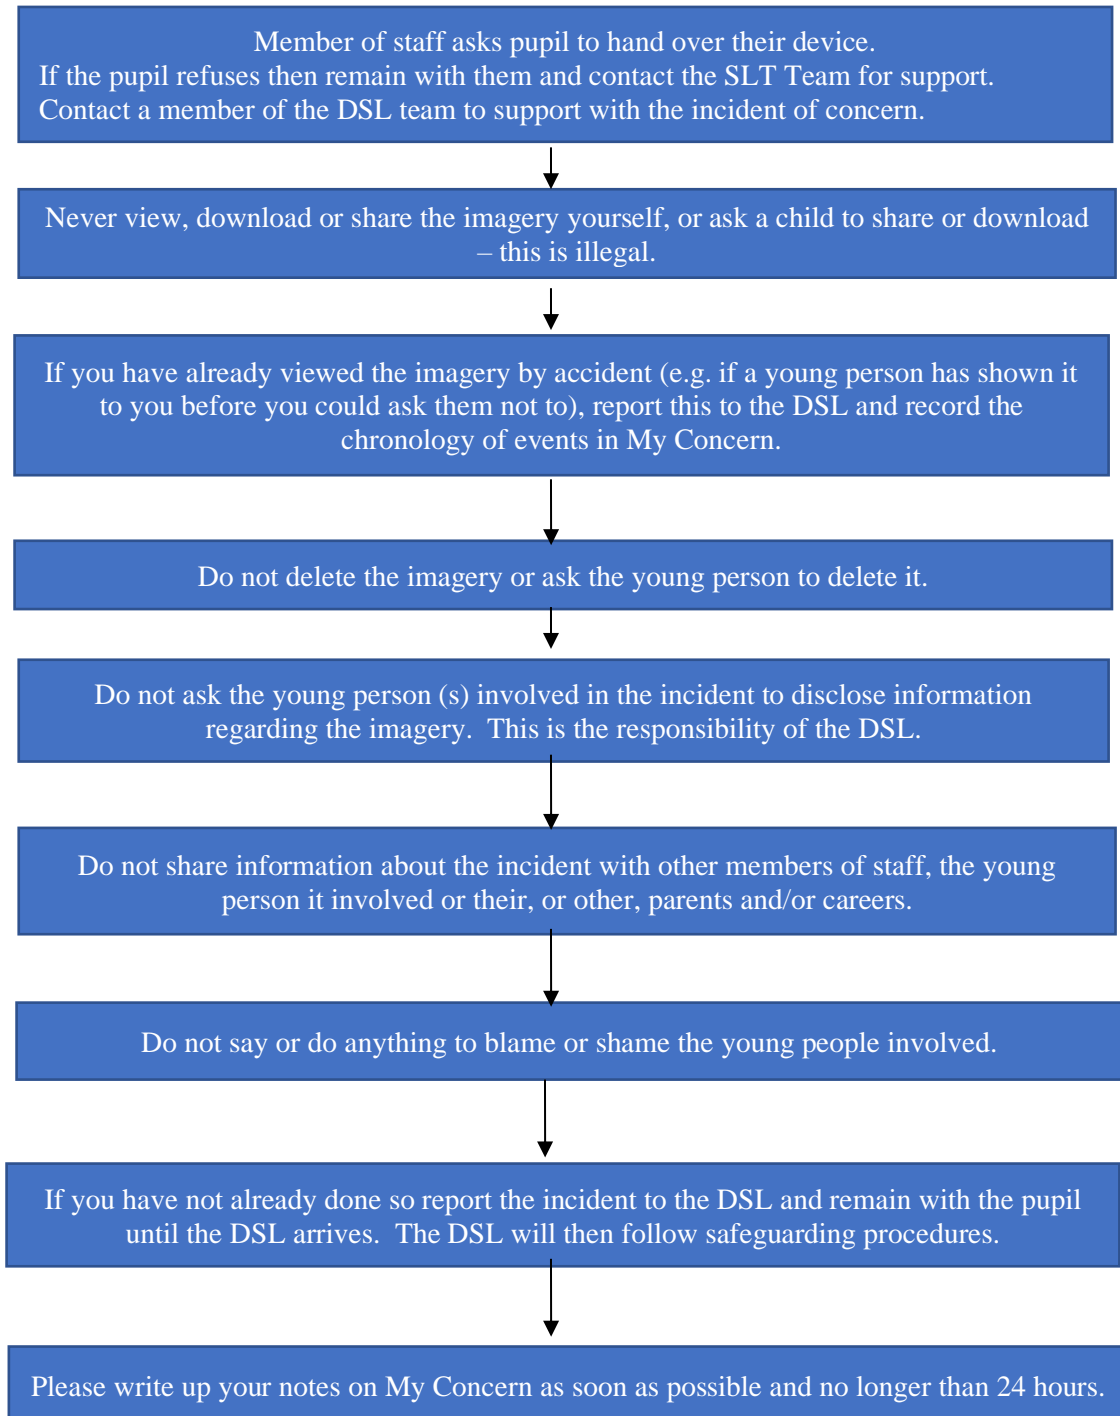 Member of staff asks pupil to hand over their device.
If the pupil refuses then remain with them and contact the SLT Team for support.
Contact a member of the DSL team to support with the incident of concern.
Never view, download or share the imagery yourself, or ask a child to share or download
– this is illegal.
If you have already viewed the imagery by accident (e.g. if a young person has shown it
to you before you could ask them not to), report this to the DSL and record the
chronology of events in My Concern.
Do not delete the imagery or ask the young person to delete it.
Do not ask the young person (s) involved in the incident to disclose information
regarding the imagery.  This is the responsibility of the DSL.
Do not share information about the incident with other members of staff, the young
person it involved or their, or other, parents and/or careers.
Do not say or do anything to blame or shame the young people involved.
If you have not already done so report the incident to the DSL and remain with the pupil
until the DSL arrives.  The DSL will then follow safeguarding procedures.
Please write up your notes on My Concern as soon as possible and no longer than 24 hours.